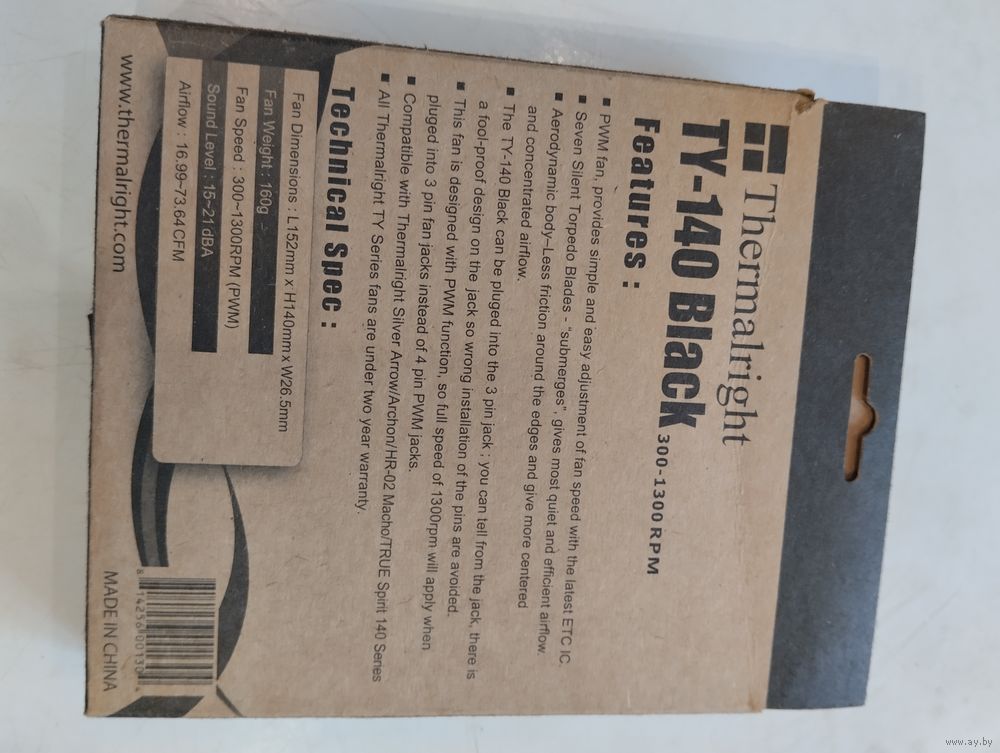 Thermalright
TY-140 Black 300-1300RPM
Features :
▪ PWM fan, provides simple and easy adjustment of fan speed with the latest ETC IC.
▪ Seven Silent Torpedo Blades - "submerges", gives most quiet and efficient airflow.
▪ Aerodynamic body–Less friction around the edges and give more centered
and concentrated airflow.
▪ The TY-140 Black can be pluged into the 3 pin jack ; you can tell from the jack, there is
a fool-proof design on the jack so wrong installation of the pins are avoided.
▪ This fan is designed with PWM function, so full speed of 1300rpm will apply when
pluged into 3 pin fan jacks instead of 4 pin PWM jacks.
▪ Compatible with Thermalright Silver Arrow/Archon/HR-02 Macho/TRUE Spirit 140 Series
▪ All Thermalright TY Series fans are under two year warranty.
Technical Spec :
Fan Dimensions : L152mm x H140mm x W26.5mm
Fan Weight : 160g
Fan Speed : 300~1300RPM (PWM)
Sound Level : 15~21dBA
Airflow : 16.99~73.64CFM
www.thermalright.com
MADE IN CHINA
www.ay.by